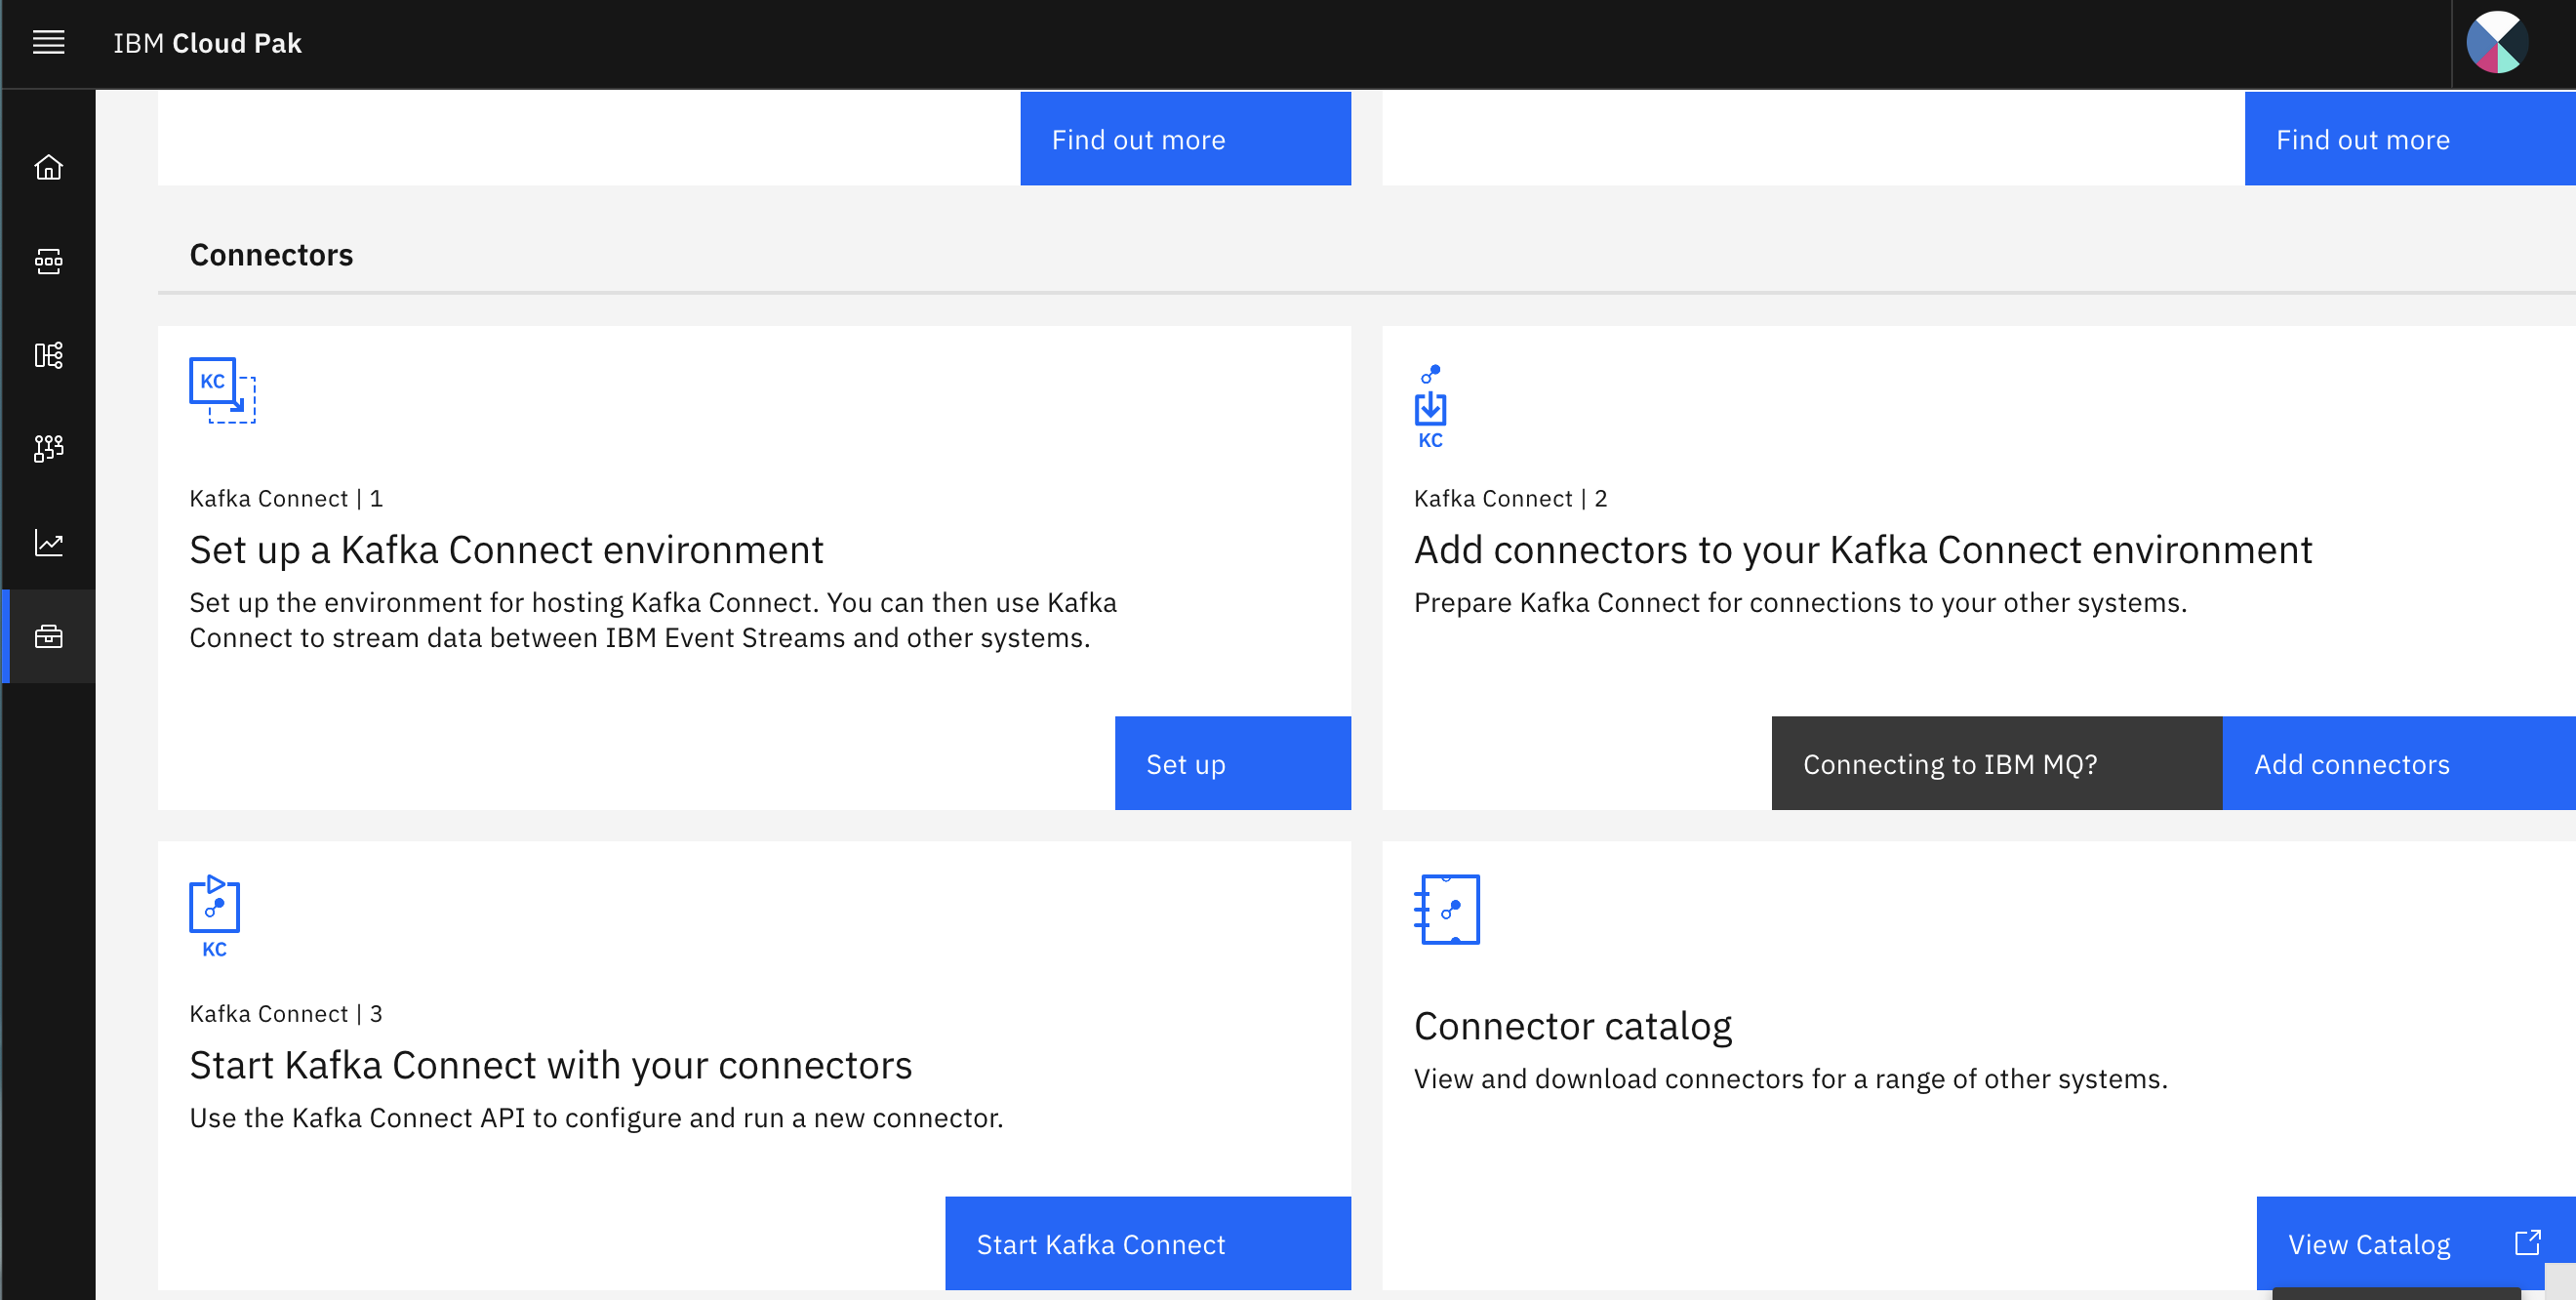 IBM Cloud Pak
Find out more
Find out more
Connectors
KC
Kafka Connect | 1
Set up a Kafka Connect environment
Set up the environment for hosting Kafka Connect. You can then use Kafka
Connect to stream data between IBM Event Streams and other systems.
Set up
KC
Kafka Connect | 2
Add connectors to your Kafka Connect environment
Prepare Kafka Connect for connections to your other systems.
Connecting to IBM MQ?
Add connectors
KC
Kafka Connect | 3
Start Kafka Connect with your connectors
Use the Kafka Connect API to configure and run a new connector.
Start Kafka Connect
Connector catalog
View and download connectors for a range of other systems.
View Catalog